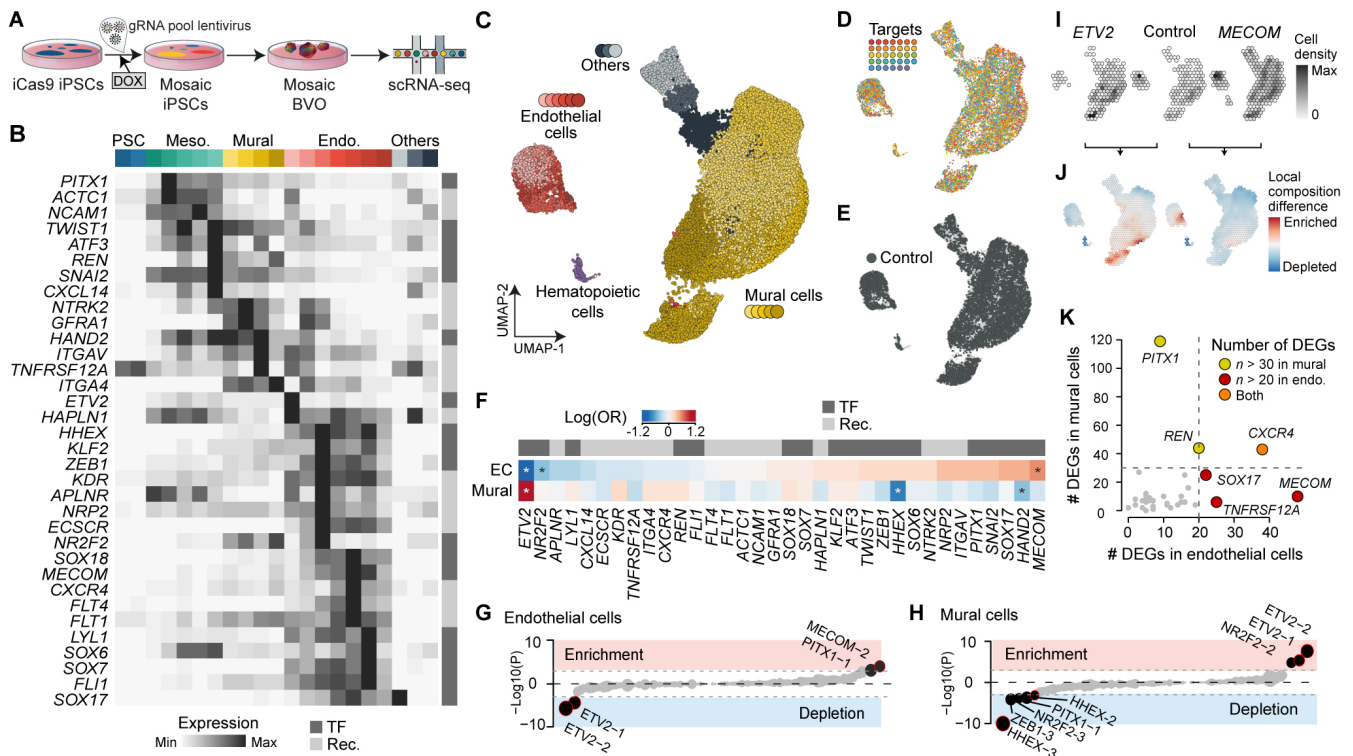 A
gRNA pool lentivirus
DOX
iCas9 iPSCs
Mosaic
iPSCs
Mosaic
BVO
scRNA-seq
B
PSC Meso. Mural Endo. Others
PITX1
ACTC1
NCAM1
TWIST1
ATF3
REN
SNAI2
CXCL14
NTRK2
GFRA1
HAND2
ITGAV
TNFRSF12A
ITGA4
ETV2
HAPLN1
HHEX
KLF2
ZEB1
KDR
APLNR
NRP2
ECSCR
NR2F2
SOX18
MECOM
CXCR4
FLT4
FLT1
LYL1
SOX6
SOX7
FLI1
SOX17
Expression
Min Max
TF
Rec.
C
Others
Endothelial
cells
Hematopoietic
cells
Mural cells
UMAP-2
UMAP-1
D
Targets
E
Control
F
Log(OR)
-1.2 0 1.2
TF
Rec.
EC * * *
Mural * * *
ETV2
NR2F2
APLNR
LYL1
CXCL14
ECSCR
KDR
TNFRSF12A
ITGA4
CXCR4
REN
FLI1
FLT4
FLT1
ACTC1
NCAM1
GFRA1
SOX18
SOX7
HAPLN1
KLF2
ATF3
TWIST1
ZEB1
HHEX
SOX6
NTRK2
NRP2
ITGAV
PITX1
SNAI2
SOX17
HAND2
MECOM
G Endothelial cells
−Log10(P)
10
0
−10
Enrichment
Depletion
MECOM−2
PITX1−1
ETV2−1
ETV2−2
H Mural cells
−Log10(P)
10
0
−10
Enrichment
Depletion
ETV2−2
ETV2−1
NR2F2−2
HHEX−2
PITX1−1
NR2F2−3
ZEB1−3
HHEX−3
I
ETV2 Control MECOM
Cell
density
Max
0
J
Local
composition
difference
Enriched
Depleted
K
# DEGs in mural cells
120
100
80
60
40
20
0
0 20 40
# DEGs in endothelial cells
Number of DEGs
n > 30 in mural
n > 20 in endo.
Both
PITX1
REN
CXCR4
SOX17
MECOM
TNFRSF12A